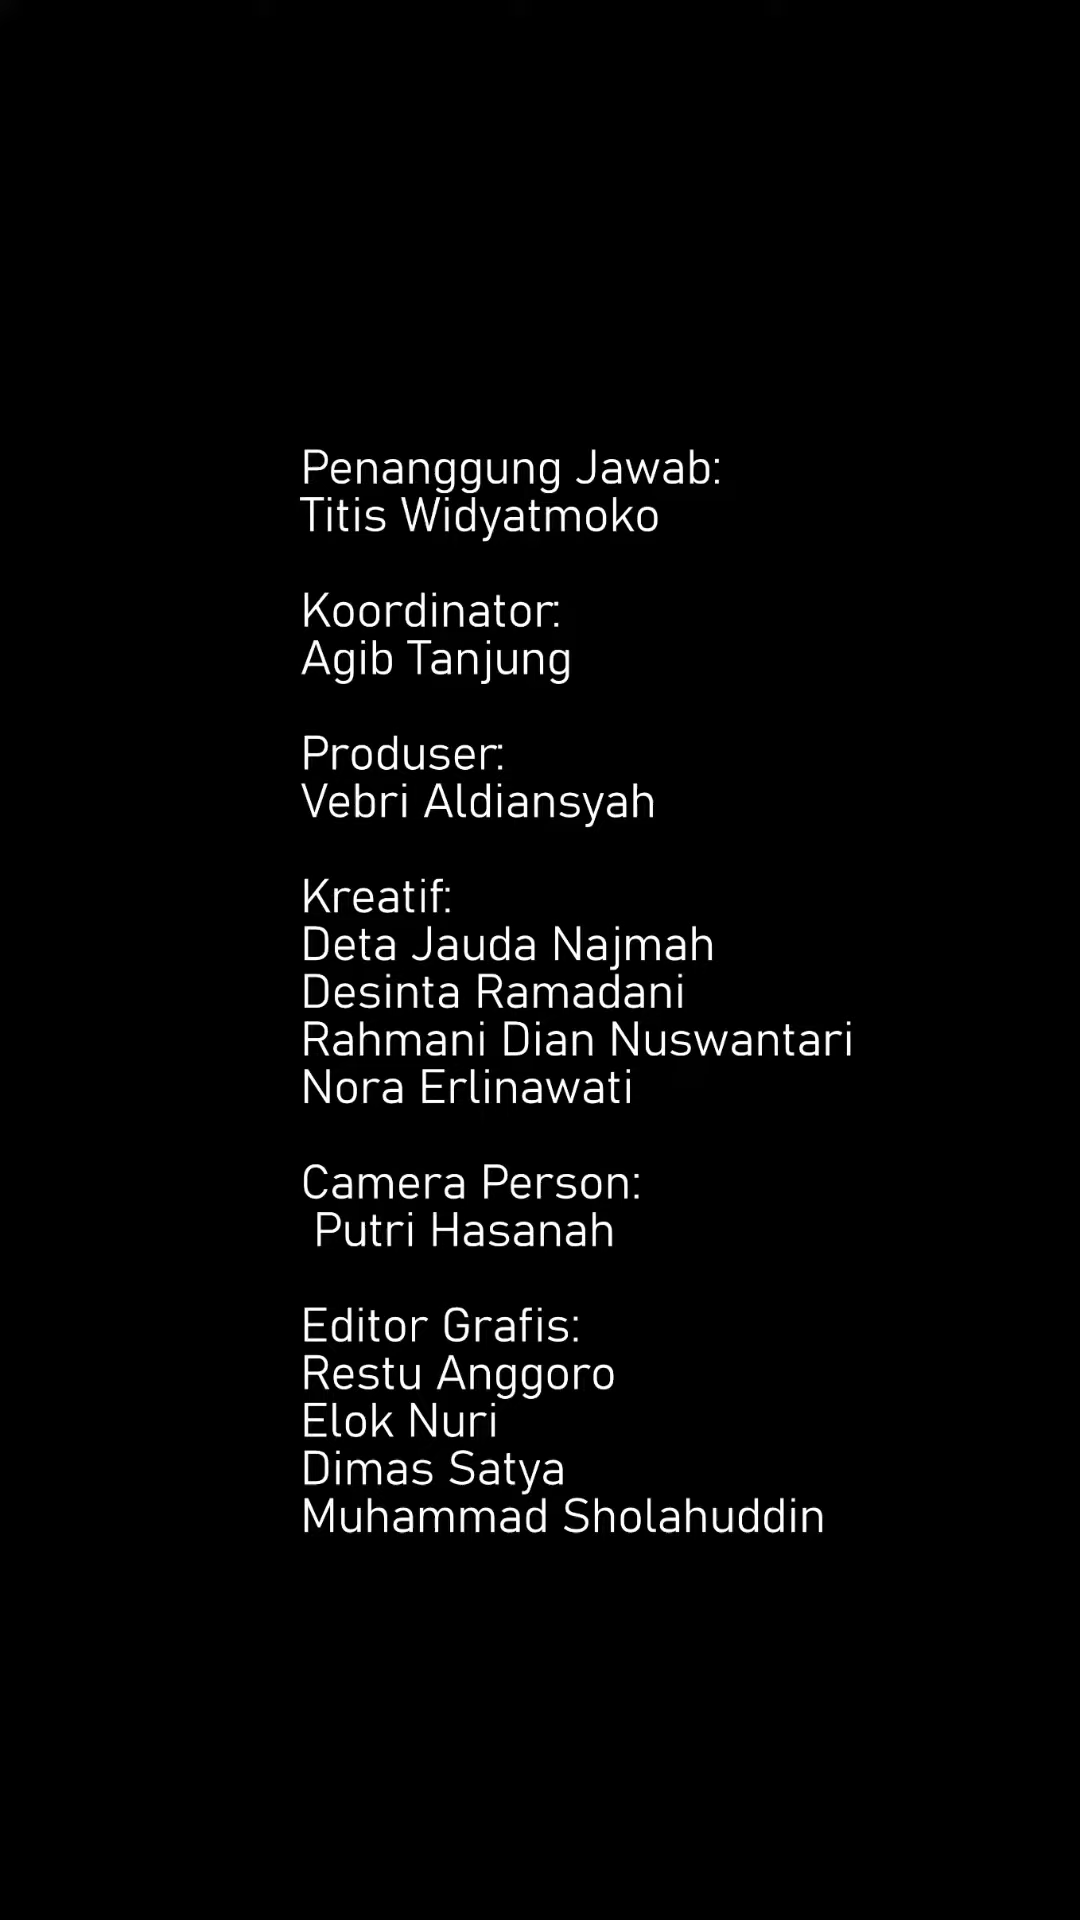 Penanggung Jawab:
Titis Widyatmoko
Koordinator:
Agib Tanjung
Produser:
Vebri Aldiansyah
Kreatif:
Deta Jauda Najmah
Desinta Ramadani
Rahmani Dian Nuswantari
Nora Erlinawati
Camera Person:
Putri Hasanah
Editor Grafis:
Restu Anggoro
Elok Nuri
Dimas Satya
Muhammad Sholahuddin